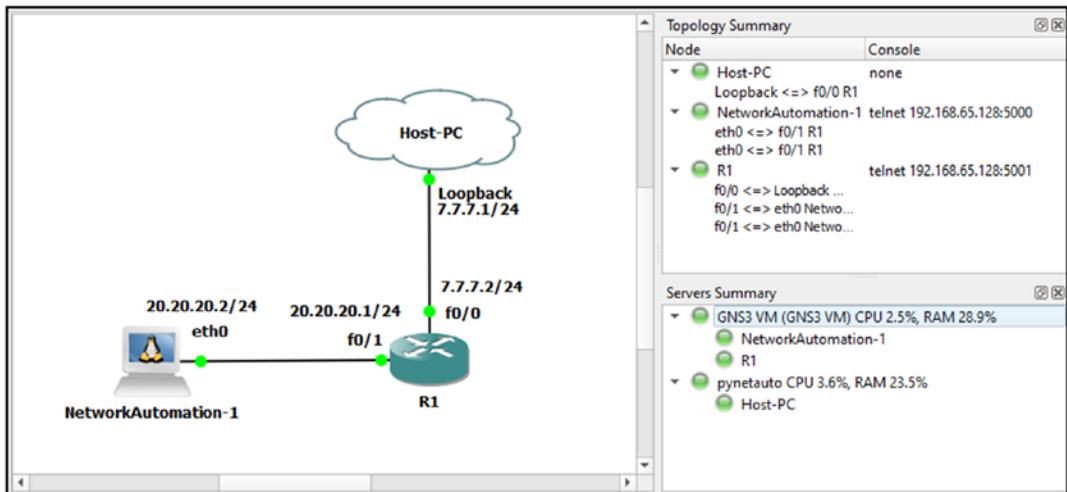 Host-PC
Loopback
7.7.7.1/24
7.7.7.2/24
20.20.20.2/24
20.20.20.1/24
eth0
f0/1
f0/0
NetworkAutomation-1
R1
Topology Summary
Node Console
Host-PC none
Loopback <=> f0/0 R1
NetworkAutomation-1 telnet 192.168.65.128:5000
eth0 <=> f0/1 R1
eth0 <=> f0/1 R1
R1 telnet 192.168.65.128:5001
f0/0 <=> Loopback ...
f0/1 <=> eth0 Netwo...
f0/1 <=> eth0 Netwo...
Servers Summary
GNS3 VM (GNS3 VM) CPU 2.5%, RAM 28.9%
NetworkAutomation-1
R1
pynetauto CPU 3.6%, RAM 23.5%
Host-PC